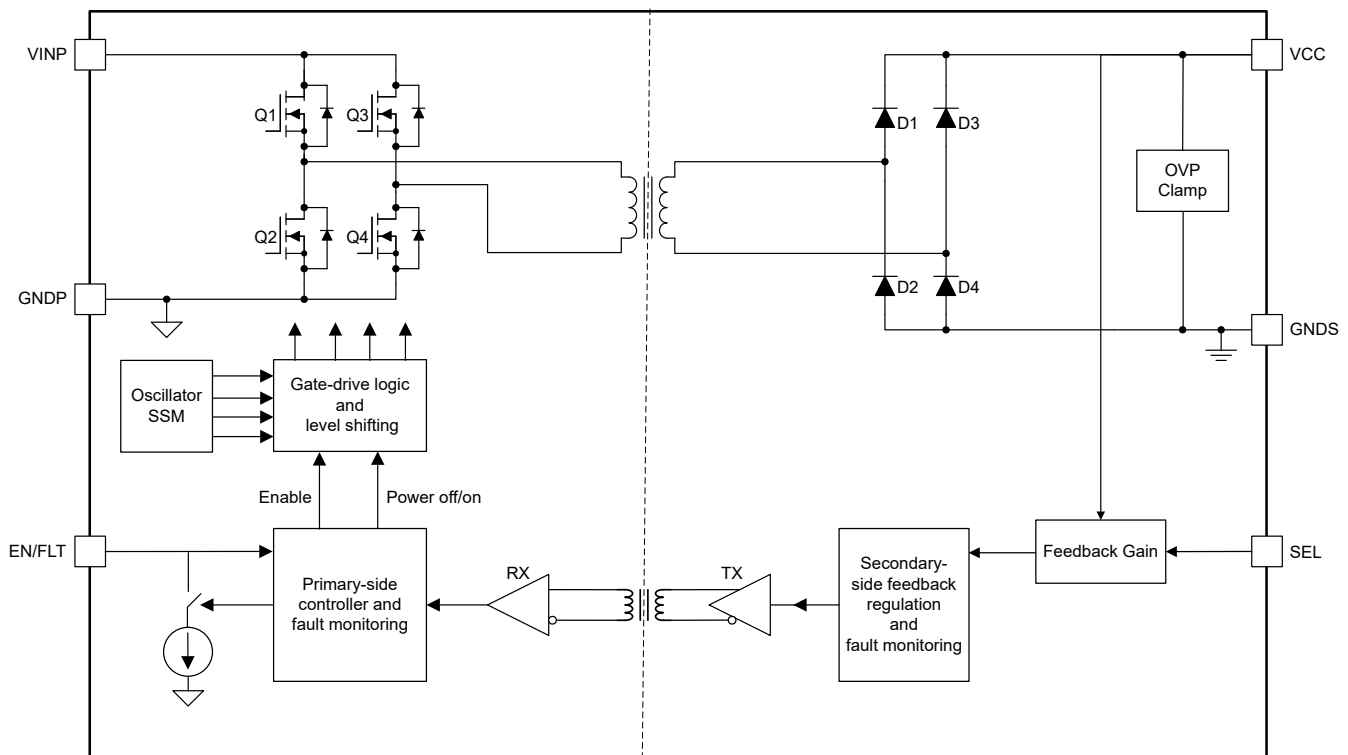 VINP
VCC
Q1
Q3
D1
D3
OVP
Clamp
Q2
Q4
D2
D4
GNDP
GNDS
Oscillator
SSM
Gate-drive logic
and
level shifting
Enable
Power off/on
EN/FLT
SEL
Primary-side
controller and
fault monitoring
RX
TX
Secondary-
side feedback
regulation
and
fault monitoring
Feedback Gain